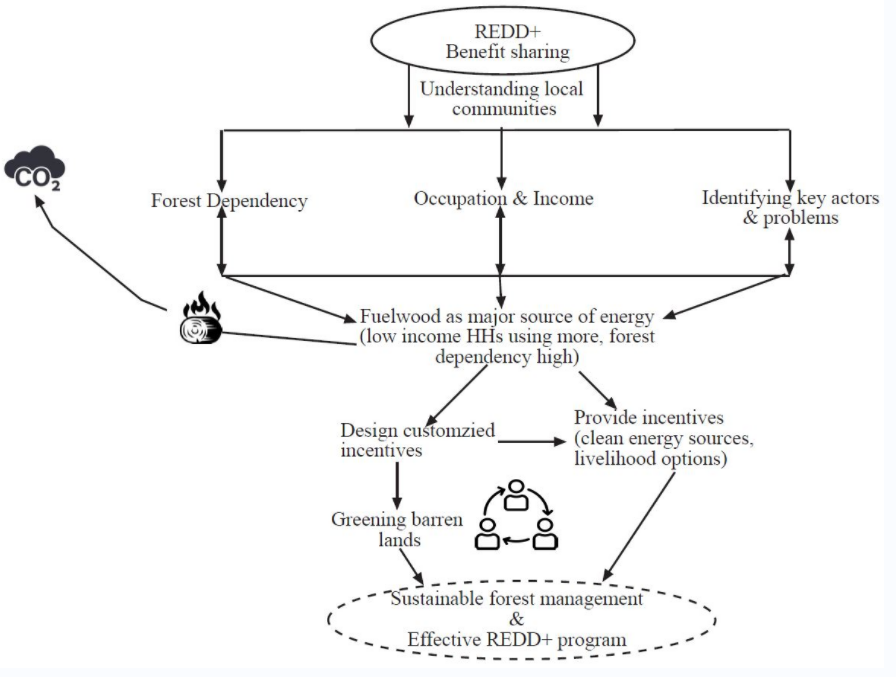 REDD+
Benefit sharing
Understanding local
communities
CO2
Forest Dependency
Occupation & Income
Identifying key actors
& problems
Fuelwood as major source of energy
(low income HHs using more, forest
dependency high)
Design customzied
incentives
Provide incentives
(clean energy sources,
livelihood options)
Greening barren
lands
Sustainable forest management
&
Effective REDD+ program